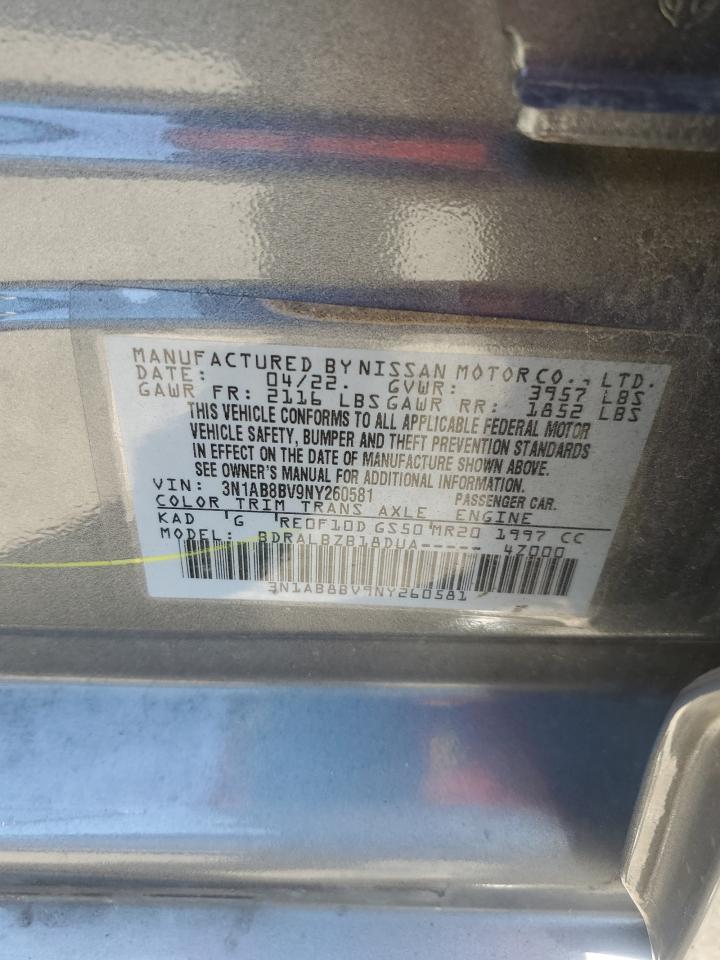 MANUFACTURED BY NISSAN MOTOR CO., LTD.
DATE: 04/22. GVWR: 3957 LBS
GAWR FR: 2116 LBS GAWR RR: 1852 LBS
THIS VEHICLE CONFORMS TO ALL APPLICABLE FEDERAL MOTOR
VEHICLE SAFETY, BUMPER AND THEFT PREVENTION STANDARDS
IN EFFECT ON THE DATE OF MANUFACTURE SHOWN ABOVE.
SEE OWNER'S MANUAL FOR ADDITIONAL INFORMATION.
VIN: 3N1AB8BV9NY260581 PASSENGER CAR.
COLOR TRIM TRANS AXLE ENGINE
KAD G RE0F10D GS50 MR20 1997 CC
MODEL: BDRALBZB18DUA----- 47000
3N1AB8BV9NY260581